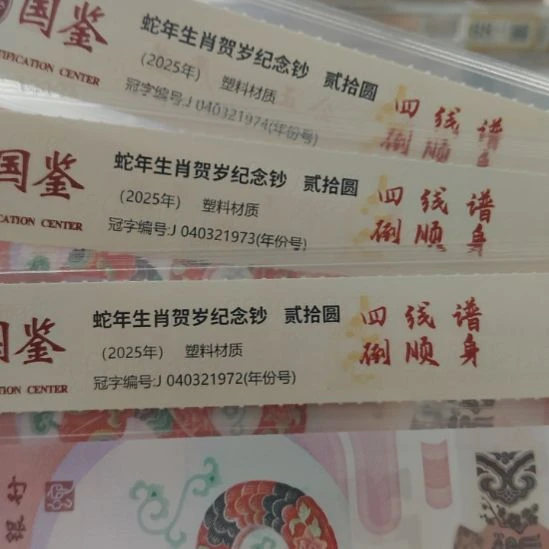 国鉴
TIFICATION CENTER
蛇年生肖贺岁纪念钞 贰拾圆
(2025年) 塑料材质
冠字编号:J 040321974(年份号)
四线谱
倒顺身
国鉴
ICATION CENTER
蛇年生肖贺岁纪念钞 贰拾圆
(2025年) 塑料材质
冠字编号:J 040321973(年份号)
四线谱
倒顺身
国鉴
TION CENTER
蛇年生肖贺岁纪念钞 贰拾圆
(2025年) 塑料材质
冠字编号:J 040321972(年份号)
四线谱
倒顺身